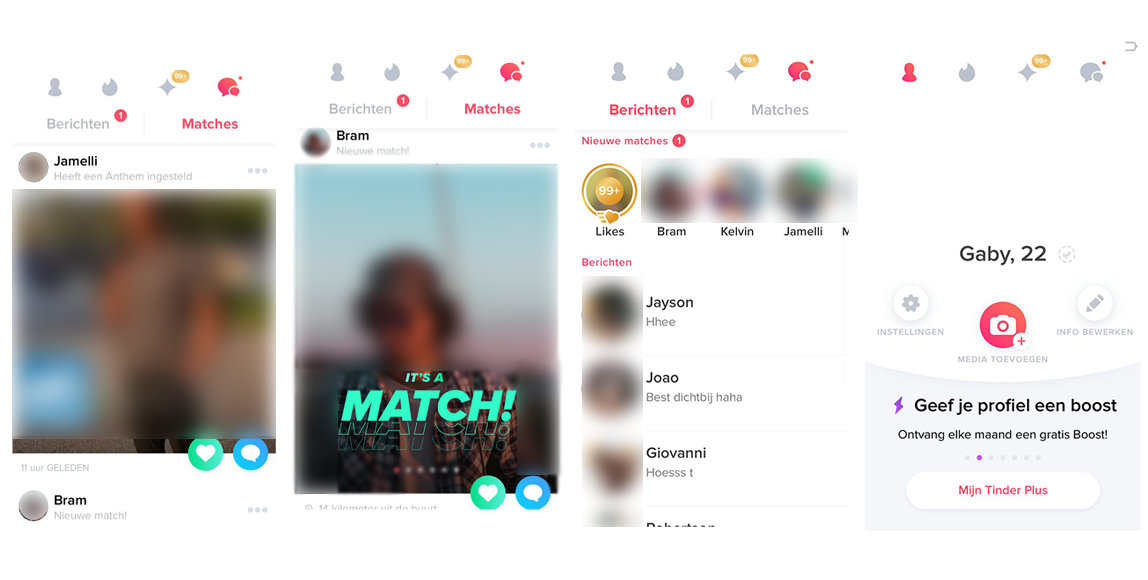 99+
Berichten 1
Matches
Jamelli
Heeft een Anthem ingesteld
11 uur GELEDEN
Bram
Nieuwe match!
99+
Berichten 1
Matches
Bram
Nieuwe match!
IT'S A
MATCH!
MATCH!
MATCH!
14 kilometer uit de buurt
99+
Berichten 1
Matches
Nieuwe matches 1
99+
Likes
Bram
Kelvin
Jamelli
M
Berichten
Jayson
Hhee
Joao
Best dichtbij haha
Giovanni
Hoesss t
99+
Gaby, 22
INSTELLINGEN
MEDIA TOEVOEGEN
INFO BEWERKEN
Geef je profiel een boost
Ontvang elke maand een gratis Boost!
Mijn Tinder Plus